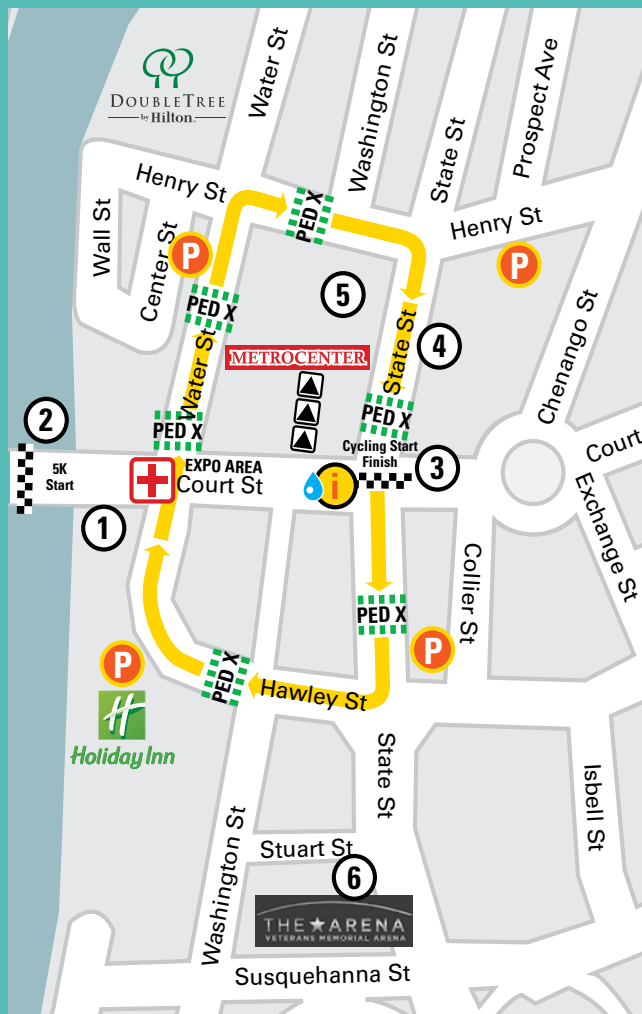 DOUBLETREE
by Hilton
Water St
Washington St
State St
Prospect Ave
Henry St
Henry St
Wall St
Center St
P
P
PED X
PED X
5
Chenango St
METROCENTER
State St
4
Water St
PED X
PED X
2
Cycling Start
Finish
3
Court
5K
Start
EXPO AREA
Court St
i
1
Exchange St
Collier St
PED X
P
P
PED X
Hawley St
H
Holiday Inn
State St
Isbell St
Washington St
Stuart St
6
THE ARENA
VETERANS MEMORIAL ARENA
Susquehanna St